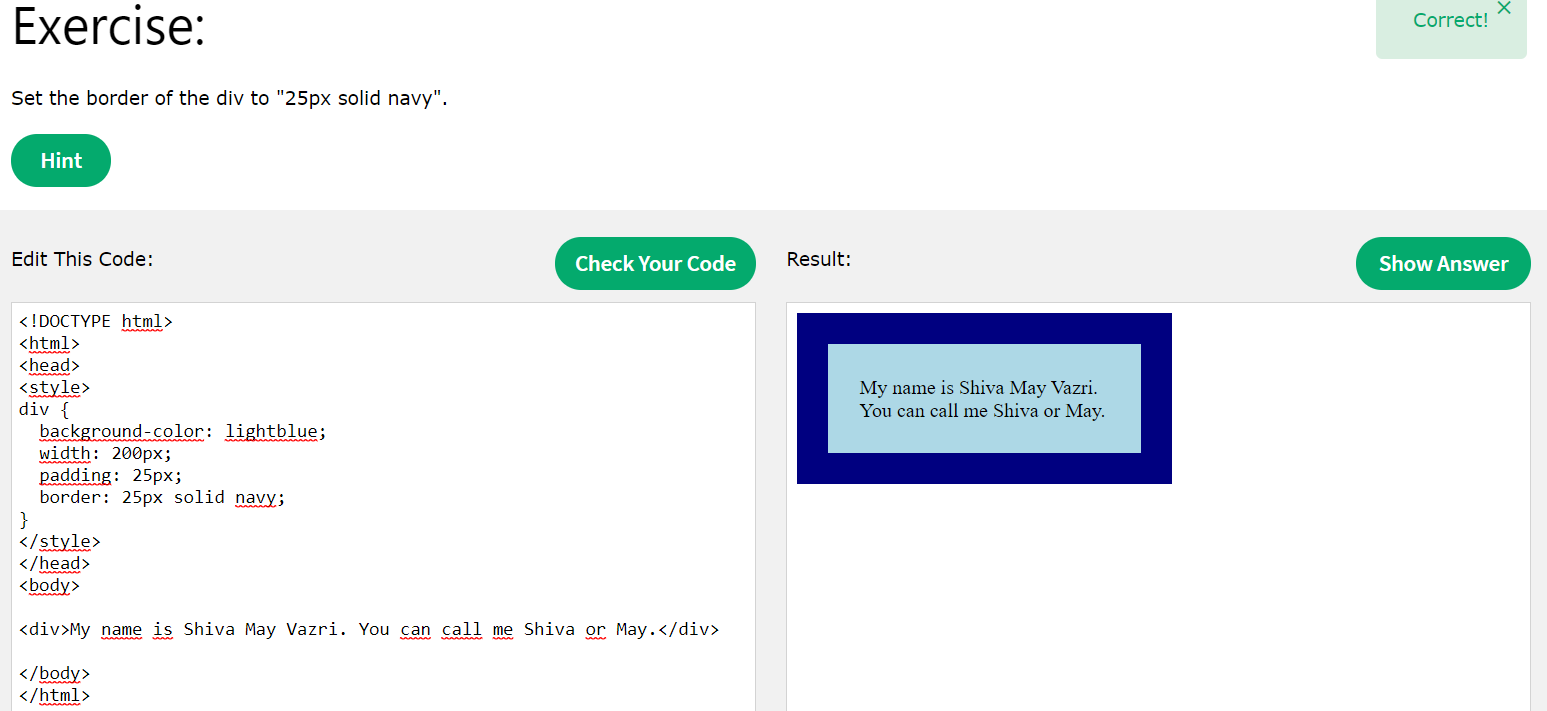 Exercise:
Correct!
×
Set the border of the div to "25px solid navy".
Hint
Edit This Code:
Check Your Code
Result:
Show Answer
<!DOCTYPE html>
<html>
<head>
<style>
div {
  background-color: lightblue;
  width: 200px;
  padding: 25px;
  border: 25px solid navy;
}
</style>
</head>
<body>
<div>My name is Shiva May Vazri. You can call me Shiva or May.</div>
</body>
</html>
My name is Shiva May Vazri.
You can call me Shiva or May.